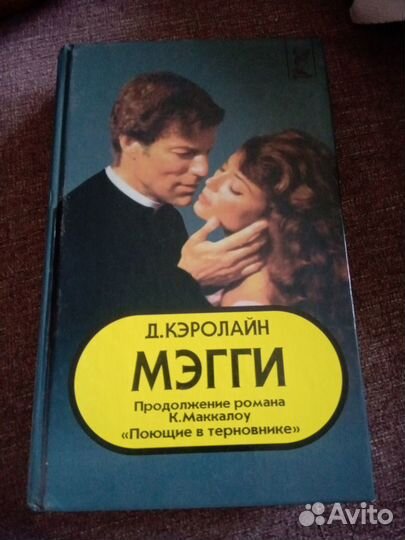 Д.КЭРОЛАЙН
МЭГГИ
Продолжение романа
К.Маккалоу
«Поющие в терновнике»
Avito